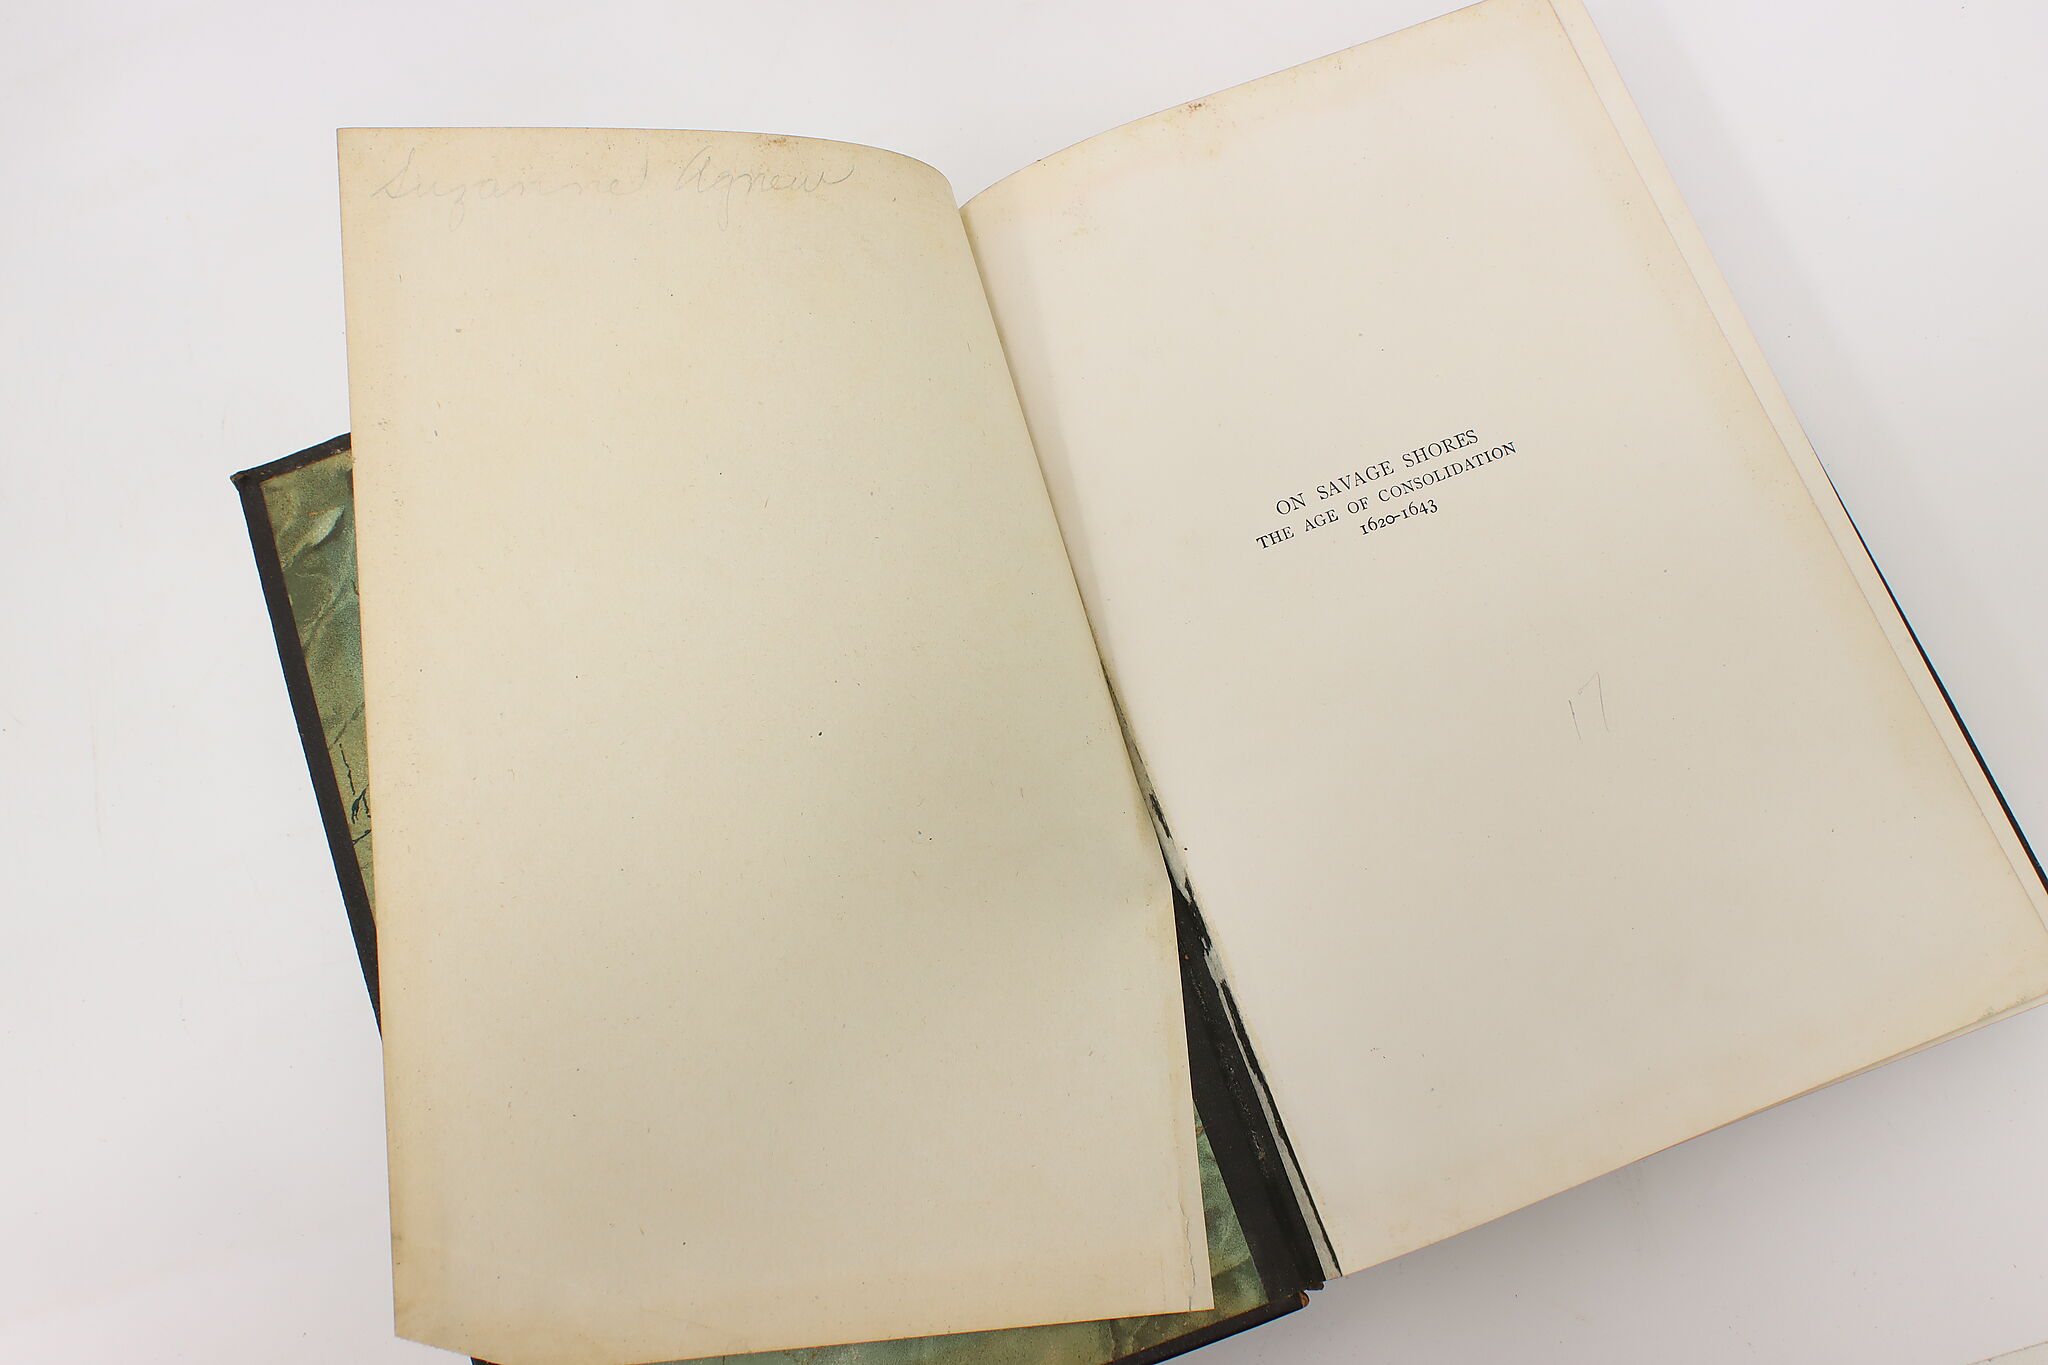 Suzanne Agnew
ON SAVAGE SHORES
THE AGE OF CONSOLIDATION
1620-1643
17